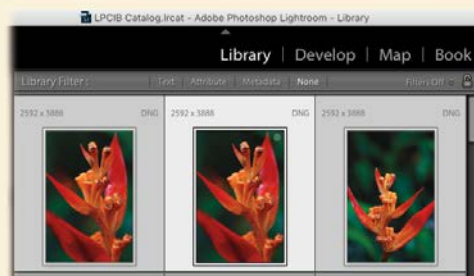 LPCIB Catalog.lrcat - Adobe Photoshop Lightroom - Library
Library | Develop | Map | Book
Library Filter: Text | Attribute | Metadata | None Filters Off
2592 x 3888 DNG 2592 x 3888 DNG 2592 x 3888 DNG